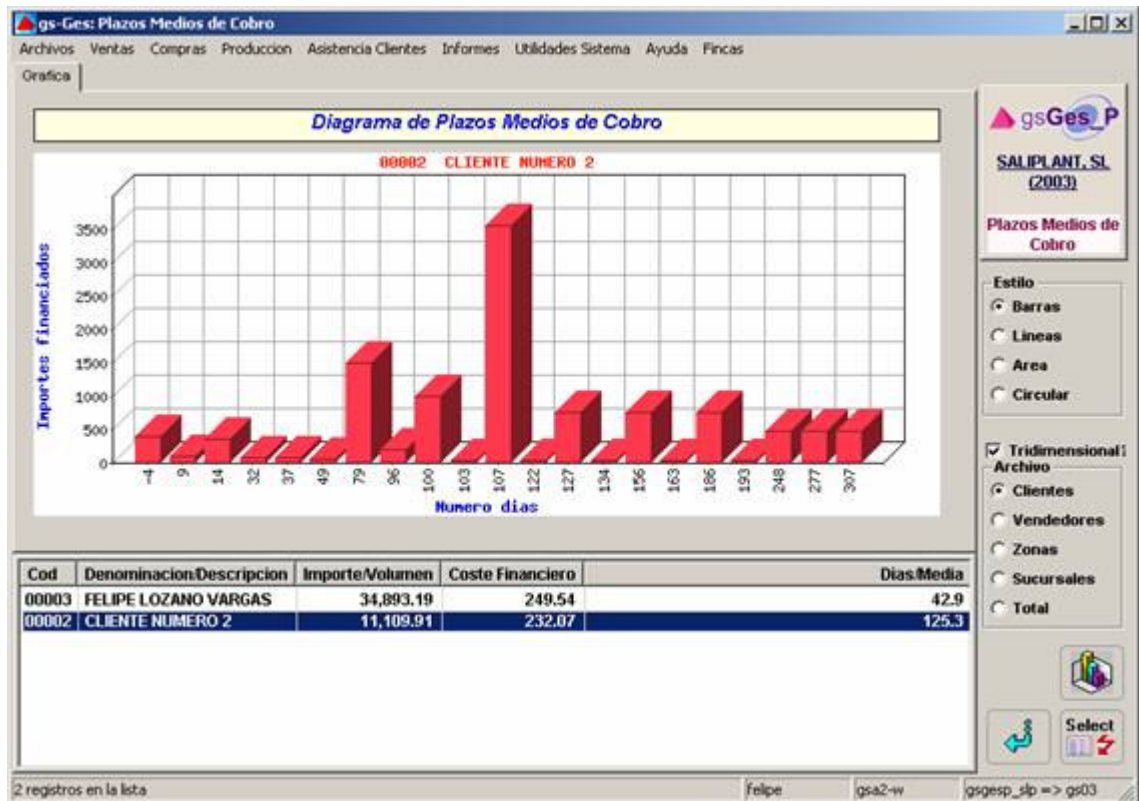 gs-Ges: Plazos Medios de Cobro
Archivos Ventas Compras Produccion Asistencia Clientes Informes Utilidades Sistema Ayuda Fincas
Grafica
Diagrama de Plazos Medios de Cobro
00002 CLIENTE NUMERO 2
Importes financiados
3500
3000
2500
2000
1500
1000
500
0
-4 9 14 32 37 49 79 96 100 103 107 122 127 134 156 163 186 193 248 277 307
Numero dias
gsGes_P
SALIPLANT, SL
(2003)
Plazos Medios de
Cobro
Estilo
Barras
Lineas
Area
Circular
Tridimensional
Archivo
Clientes
Vendedores
Zonas
Sucursales
Total
Select
Cod Denominacion/Descripcion Importe/Volumen Coste Financiero Dias/Media
00003 FELIPE LOZANO VARGAS 34,893.19 249.54 42.9
00002 CLIENTE NUMERO 2 11,109.91 232.07 125.3
2 registros en la lista felipe gsa2-w gsgesp_slp => gs03